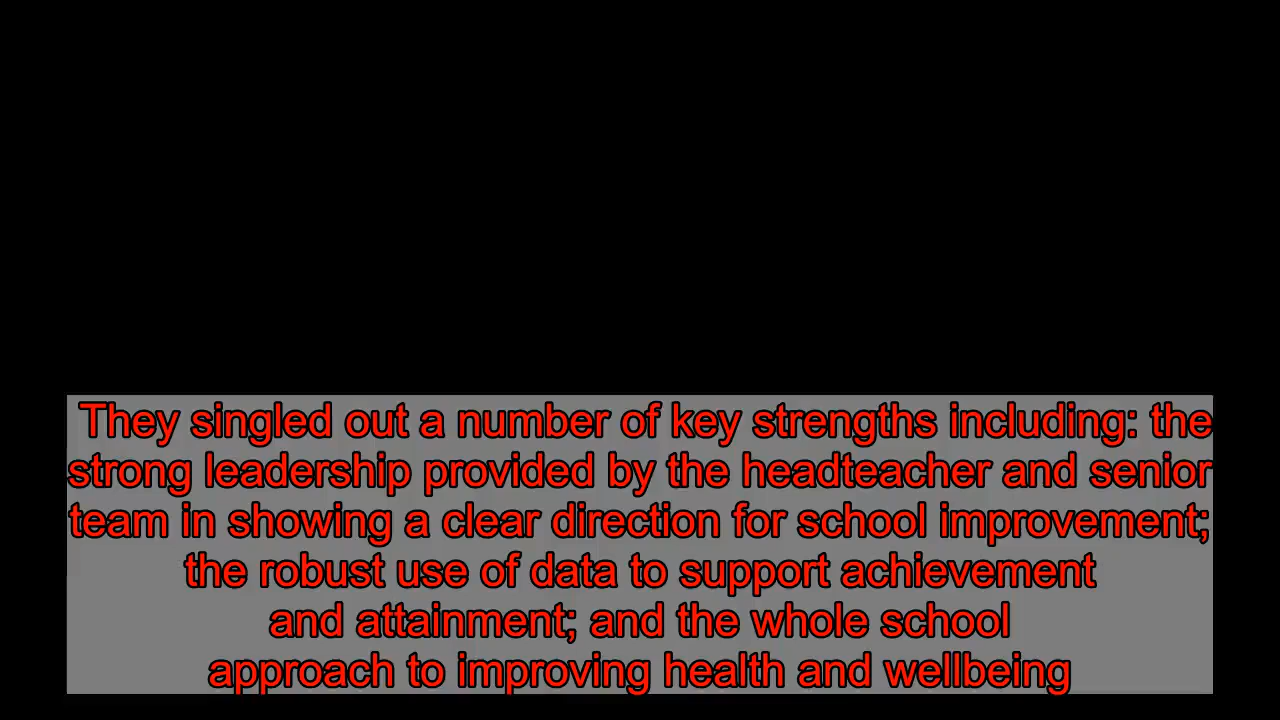 They singled out a number of key strengths including: the
strong leadership provided by the headteacher and senior
team in showing a clear direction for school improvement;
the robust use of data to support achievement
and attainment; and the whole school
approach to improving health and wellbeing